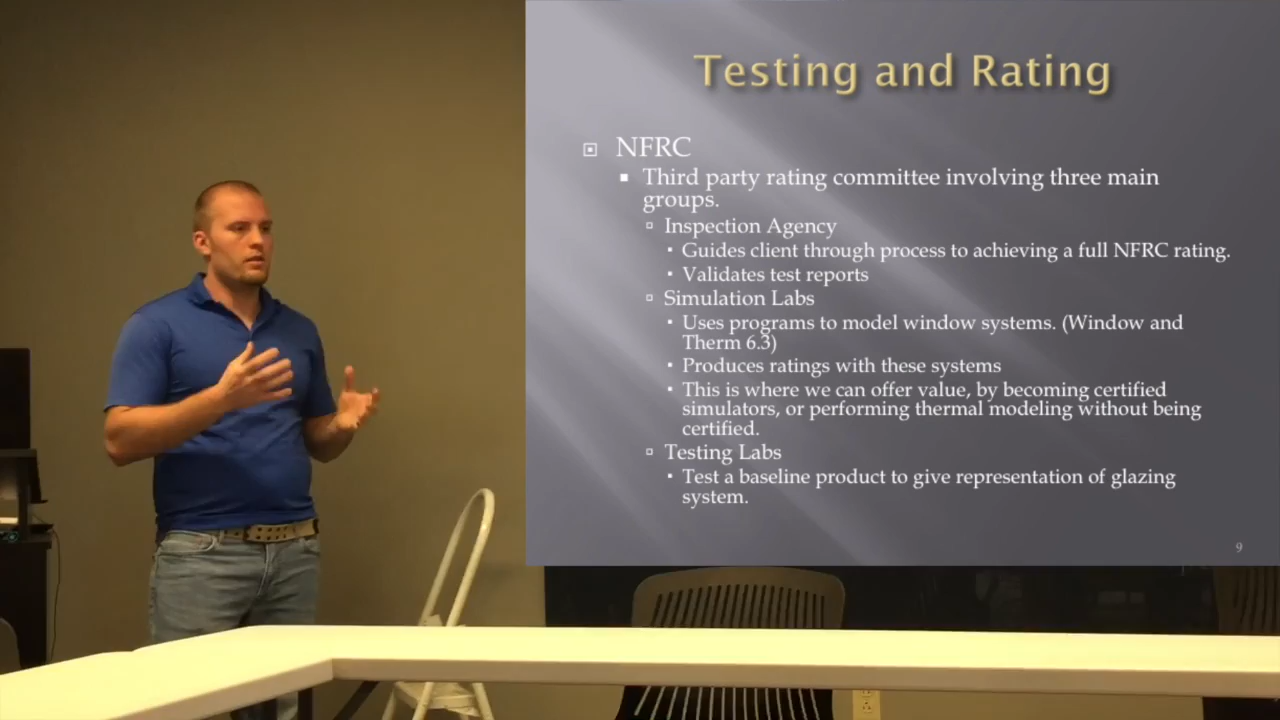 Testing and Rating
NFRC
Third party rating committee involving three main
groups.
Inspection Agency
Guides client through process to achieving a full NFRC rating.
Validates test reports
Simulation Labs
Uses programs to model window systems. (Window and
Therm 6.3)
Produces ratings with these systems
This is where we can offer value, by becoming certified
simulators, or performing thermal modeling without being
certified.
Testing Labs
Test a baseline product to give representation of glazing
system.
9